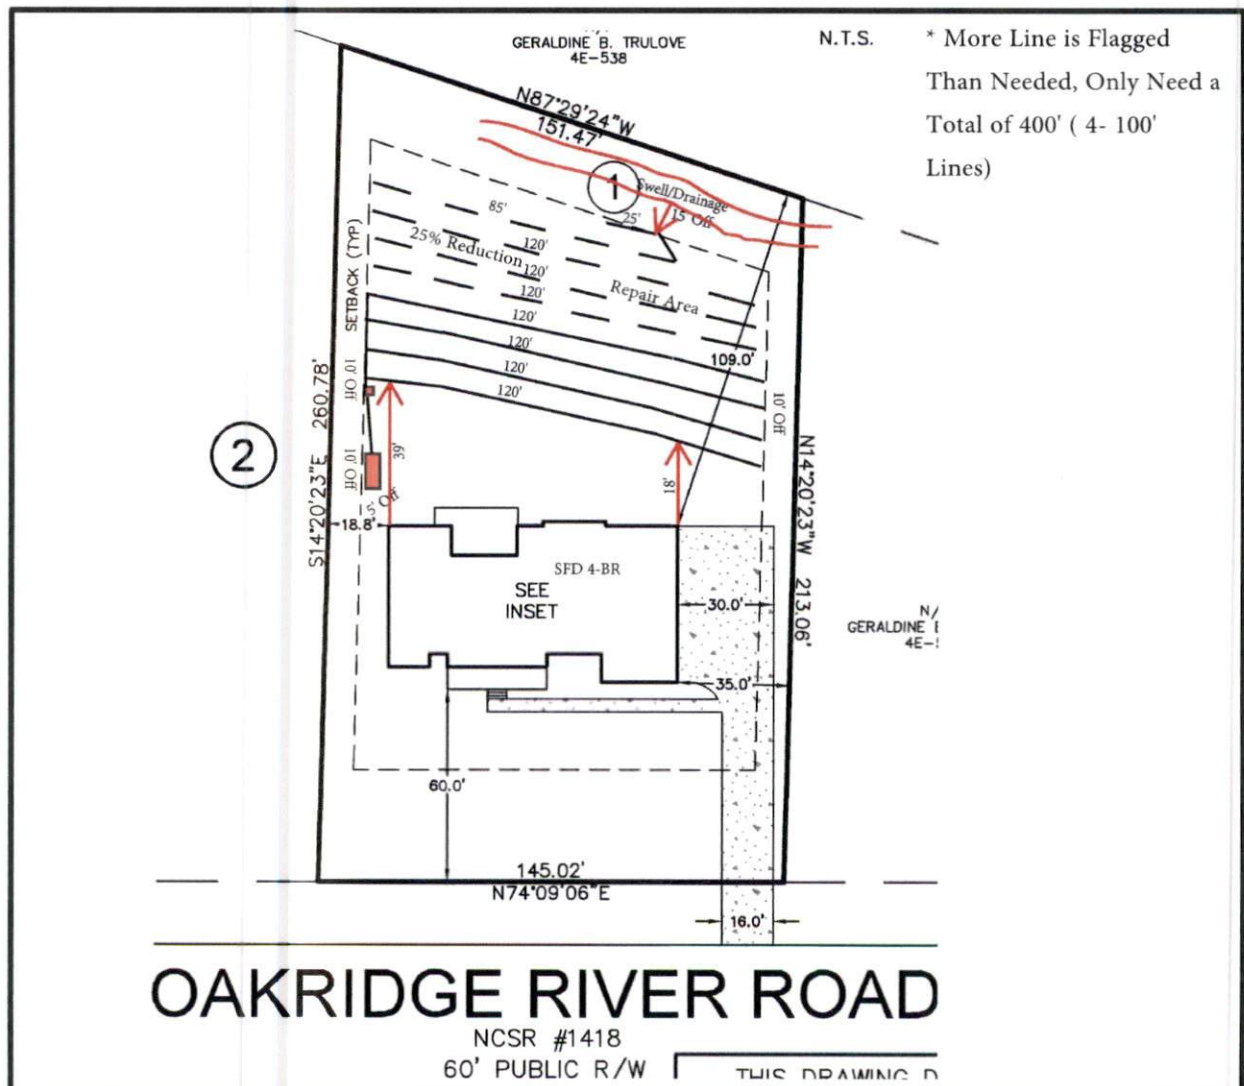 GERALDINE B. TRULOVE
4E-538
N.T.S.
* More Line is Flagged
Than Needed, Only Need a
Total of 400' ( 4- 100'
Lines)
N87°29'24"W
151.47'
1
Swell/Drainage
15 Off
25'
85'
25% Reduction
120'
120'
120'
Repair Area
120'
120'
120'
120'
SETBACK (TYP)
109.0'
10' Off
10' Off
10' Off
5' Off
39'
18'
2
S14°20'23"E 260.78'
N14°20'23"W 213.06'
18.8'
SFD 4-BR
SEE
INSET
30.0'
35.0'
N/
GERALDINE
4E-
60.0'
145.02'
N74°09'06"E
16.0'
OAKRIDGE RIVER ROAD
NCSR #1418
60' PUBLIC R/W
THIS DRAWING D